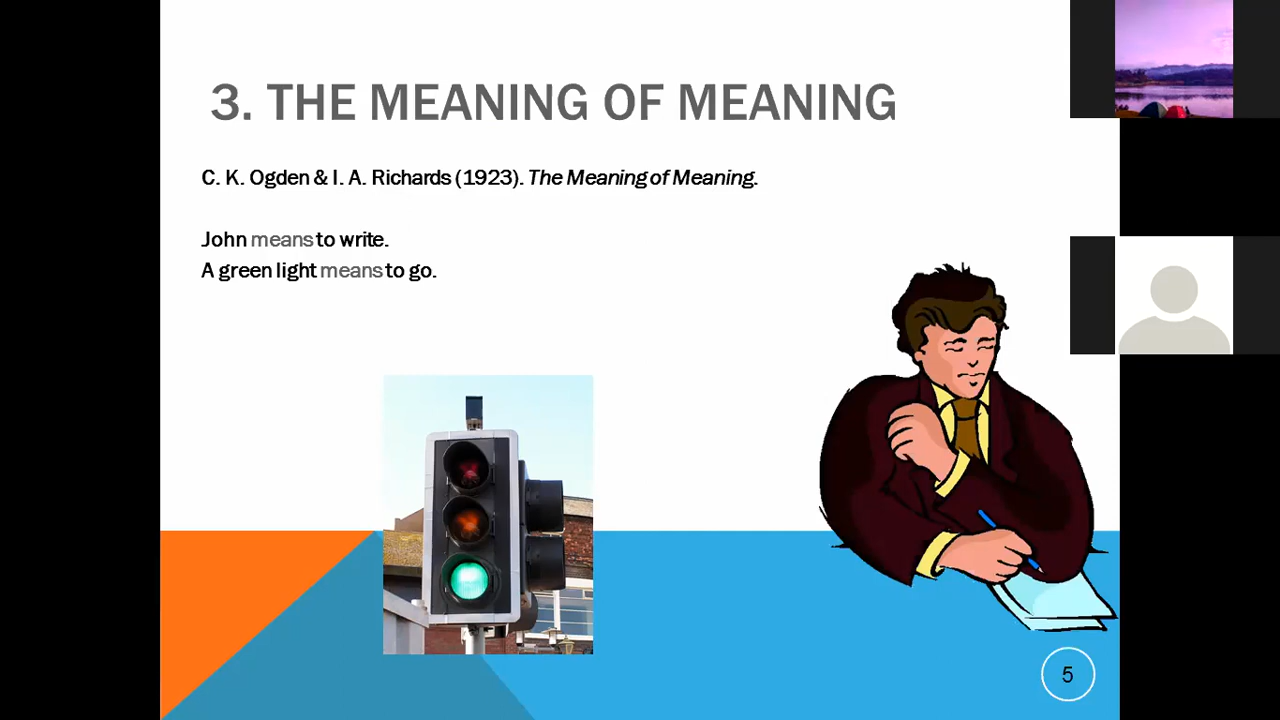 3. THE MEANING OF MEANING
C. K. Ogden & I. A. Richards (1923). The Meaning of Meaning.
John means to write.
A green light means to go.
5